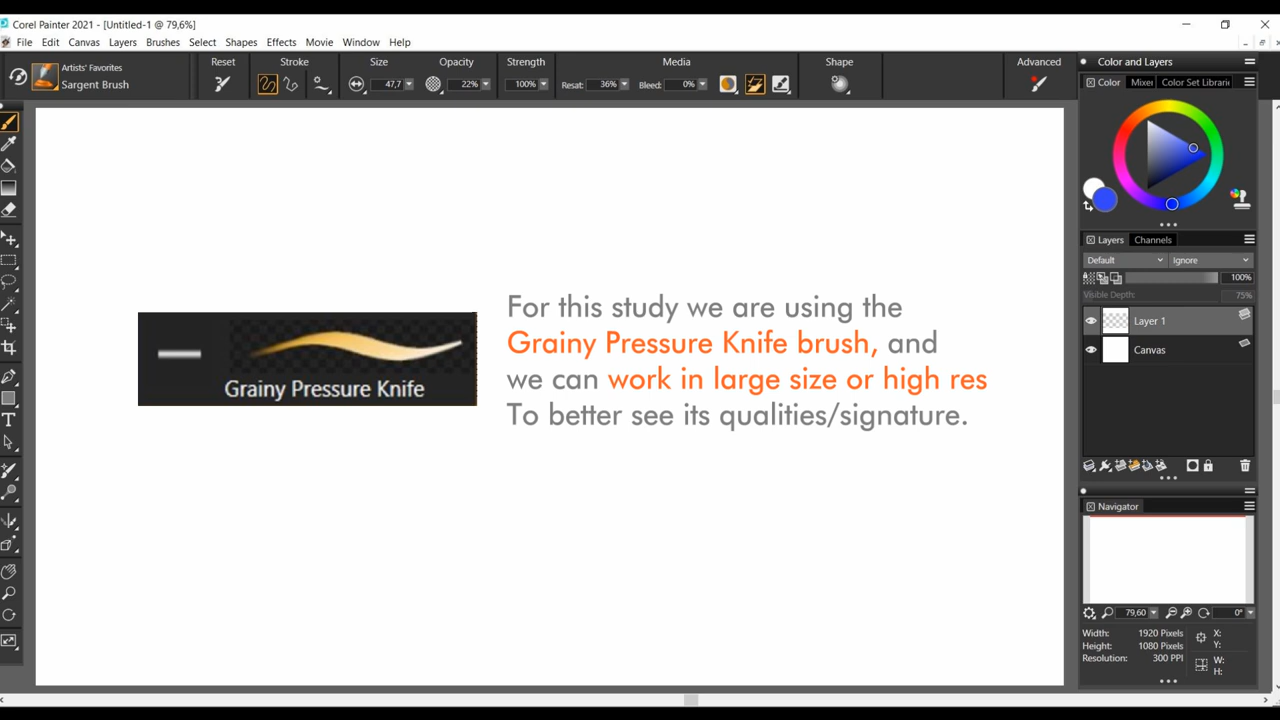 Corel Painter 2021 - [Untitled-1 @ 79,6%]
File Edit Canvas Layers Brushes Select Shapes Effects Movie Window Help
Artists' Favorites
Sargent Brush
Reset
Stroke
Size
47,7
Opacity
22%
Strength
100%
Media
Resat: 36%
Bleed: 0%
Shape
Advanced
Color and Layers
Color
Mixe
Color Set Librari
Layers
Channels
Default
Ignore
100%
Visible Depth: 75%
Layer 1
Canvas
Navigator
79,60
0°
Width: 1920 Pixels
Height: 1080 Pixels
Resolution: 300 PPI
X:
Y:
W:
H:
Grainy Pressure Knife
For this study we are using the
Grainy Pressure Knife brush, and
we can work in large size or high res
To better see its qualities/signature.